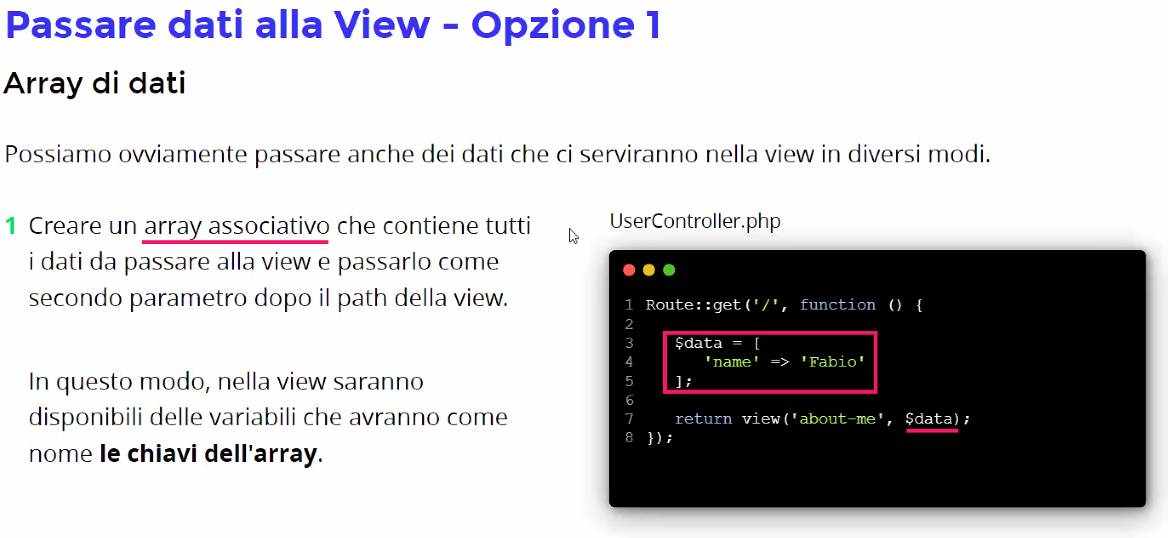 Passare dati alla View - Opzione 1
Array di dati
Possiamo ovviamente passare anche dei dati che ci serviranno nella view in diversi modi.
1 Creare un array associativo che contiene tutti
i dati da passare alla view e passarlo come
secondo parametro dopo il path della view.
In questo modo, nella view saranno
disponibili delle variabili che avranno come
nome le chiavi dell'array.
UserController.php
1 Route::get('/', function () {
2
3 $data = [
4 'name' => 'Fabio'
5 ];
6
7 return view('about-me', $data);
8 });